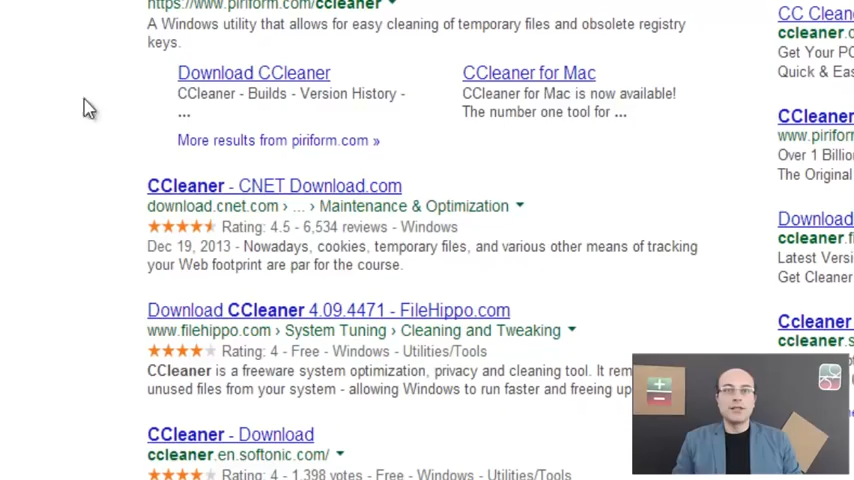 https://www.piriform.com/ccleaner
A Windows utility that allows for easy cleaning of temporary files and obsolete registry
keys.
Download CCleaner
CCleaner - Builds - Version History -
...
CCleaner for Mac
CCleaner for Mac is now available!
The number one tool for ...
More results from piriform.com »
CCleaner - CNET Download.com
download.cnet.com › ... › Maintenance & Optimization
Rating: 4.5 - 6,534 reviews - Windows
Dec 19, 2013 - Nowadays, cookies, temporary files, and various other means of tracking
your Web footprint are par for the course.
Download CCleaner 4.09.4471 - FileHippo.com
www.filehippo.com › System Tuning › Cleaning and Tweaking
Rating: 4 - Free - Windows - Utilities/Tools
CCleaner is a freeware system optimization, privacy and cleaning tool. It rem
unused files from your system - allowing Windows to run faster and freeing up
CCleaner - Download
ccleaner.en.softonic.com/
Rating: 4 - 1,398 votes - Free - Windows - Utilities/Tools
CC Clean
ccleaner.
Get Your PC
Quick & Eas
CCleaner
www.piriforr
Over 1 Billio
The Original
Download
ccleaner.f
Latest Versi
Get Cleaner
Ccleaner
ccleaner.s